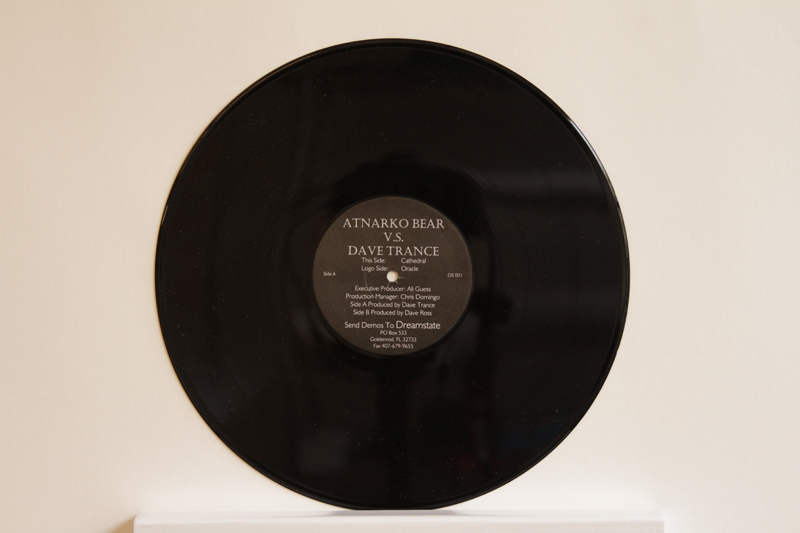 ATNARKO BEAR
V.S.
DAVE TRANCE
This Side: Cathedral
Logo Side: Oracle
Side A
DS 001
Executive Producer: Ali Guess
Production Manager: Chris Domingo
Side A Produced by Dave Trance
Side B Produced by Dave Ross
Send Demos To Dreamstate
PO Box 533
Goldenrod, FL 32733
Fax 407-679-9655